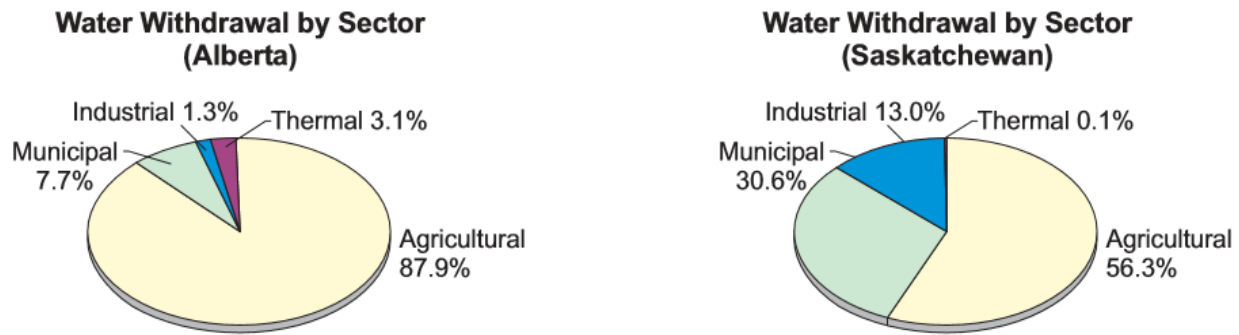 Water Withdrawal by Sector
(Alberta)
Industrial 1.3%
Thermal 3.1%
Municipal
7.7%
Agricultural
87.9%
Water Withdrawal by Sector
(Saskatchewan)
Industrial 13.0%
Thermal 0.1%
Municipal
30.6%
Agricultural
56.3%